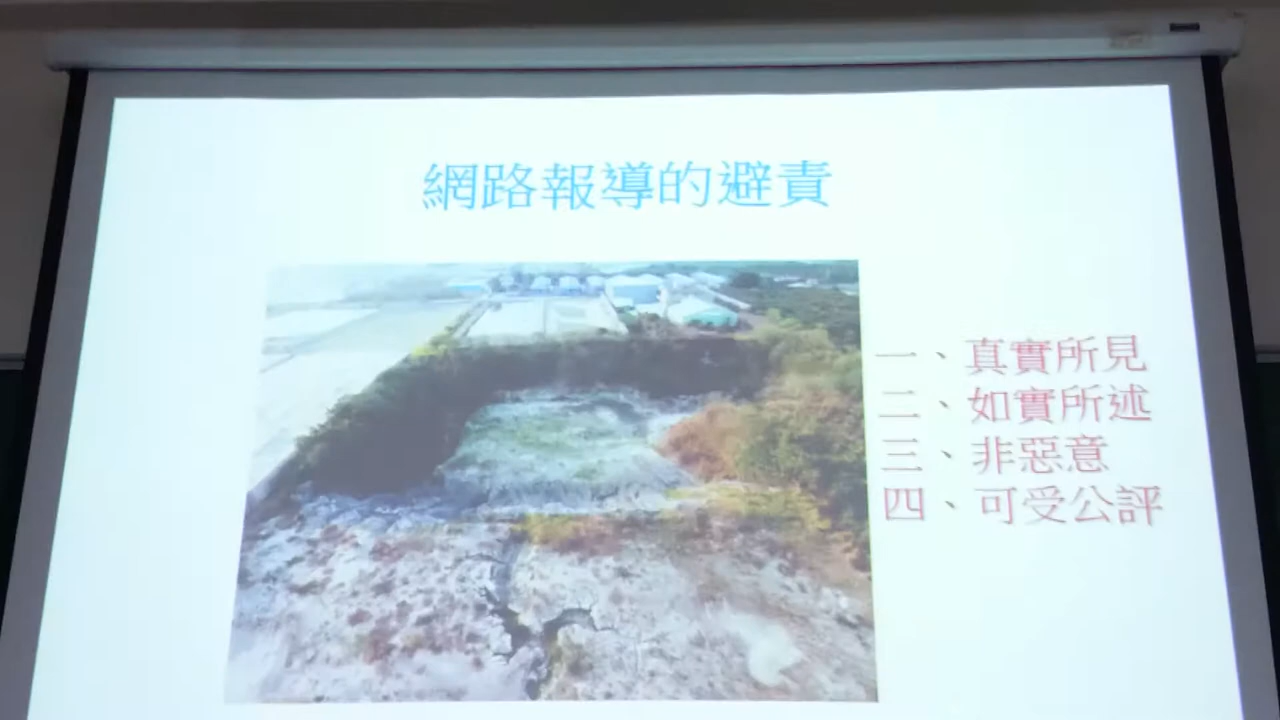 網路報導的避責
一、真實所見
二、如實所述
三、非惡意
四、可受公評